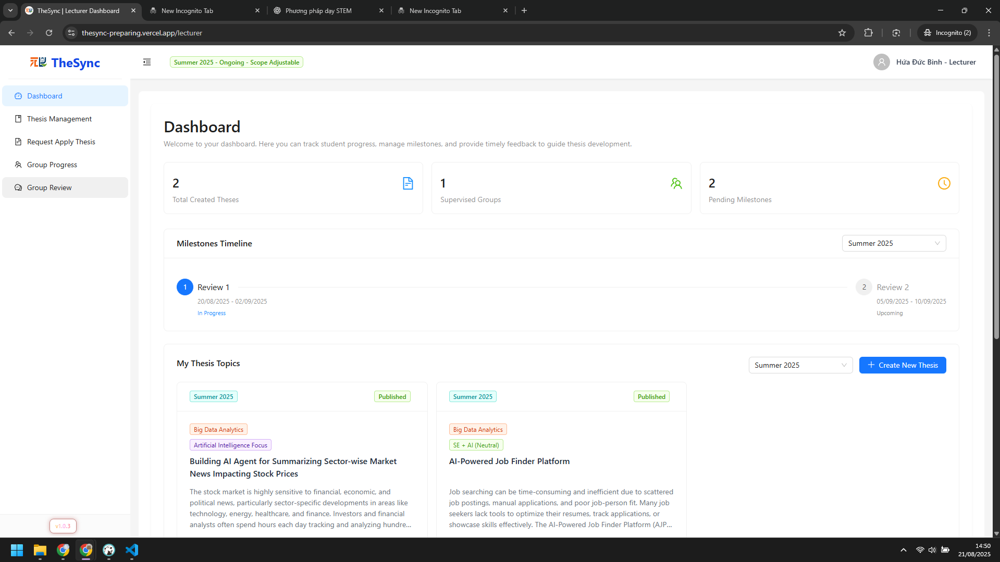 TheSync | Lecturer Dashboard
New Incognito Tab
Phương pháp dạy STEM
New Incognito Tab
thesync-preparing.vercel.app/lecturer
Incognito (2)
TheSync
Summer 2025 - Ongoing - Scope Adjustable
Hứa Đức Bình - Lecturer
Dashboard
Thesis Management
Request Apply Thesis
Group Progress
Group Review
v1.0.3
Dashboard
Welcome to your dashboard. Here you can track student progress, manage milestones, and provide timely feedback to guide thesis development.
2
Total Created Theses
1
Supervised Groups
2
Pending Milestones
Milestones Timeline
Summer 2025
1
Review 1
20/08/2025 - 02/09/2025
In Progress
2
Review 2
05/09/2025 - 10/09/2025
Upcoming
My Thesis Topics
Summer 2025
Create New Thesis
Summer 2025
Published
Big Data Analytics
Artificial Intelligence Focus
Building AI Agent for Summarizing Sector-wise Market
News Impacting Stock Prices
The stock market is highly sensitive to financial, economic, and
political news, particularly sector-specific developments in areas like
technology, energy, healthcare, and finance. Investors and financial
analysts often spend hours each day tracking and analyzing hundre...
Summer 2025
Published
Big Data Analytics
SE + AI (Neutral)
AI-Powered Job Finder Platform
Job searching can be time-consuming and inefficient due to scattered
job postings, manual applications, and poor job-person fit. Many job
seekers lack tools to optimize their resumes, track applications, or
showcase skills effectively. The AI-Powered Job Finder Platform (AJP...
14:50
21/08/2025